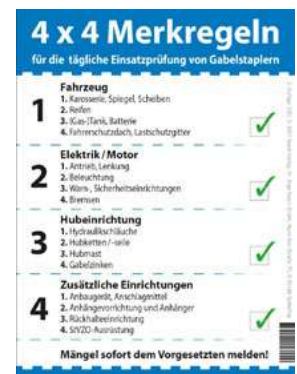 4 x 4 Merkregeln
für die tägliche Einsatzprüfung von Gabelstaplern
1
Fahrzeug
1. Karosserie, Spiegel, Scheiben
2. Reifen
3. (Gas-)Tank, Batterie
4. Fahrerschutzdach, Lastschutzgitter
2
Elektrik/Motor
1. Antrieb, Lenkung
2. Beleuchtung
3. Warn-, Sicherheitseinrichtungen
4. Bremsen
3
Hubeinrichtung
1. Hydraulikschläuche
2. Hubketten/-seile
3. Hubmast
4. Gabelzinken
4
Zusätzliche Einrichtungen
1. Anbaugerät, Anschlagmittel
2. Anhängevorrichtung und Anhänger
3. Rückhalteeinrichtung
4. StVZO-Ausrüstung
Mängel sofort dem Vorgesetzten melden!